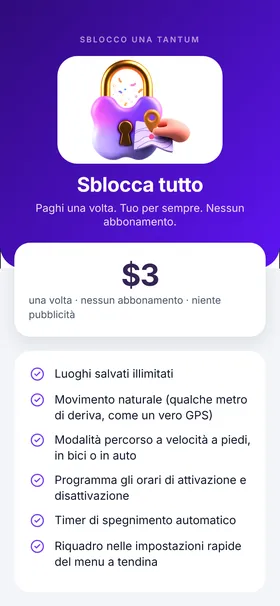 SBLOCCO UNA TANTUM
Sblocca tutto
Paghi una volta. Tuo per sempre. Nessun
abbonamento.
$3
una volta · nessun abbonamento · niente
pubblicità
Luoghi salvati illimitati
Movimento naturale (qualche metro
di deriva, come un vero GPS)
Modalità percorso a velocità a piedi,
in bici o in auto
Programma gli orari di attivazione e
disattivazione
Timer di spegnimento automatico
Riquadro nelle impostazioni rapide
del menu a tendina